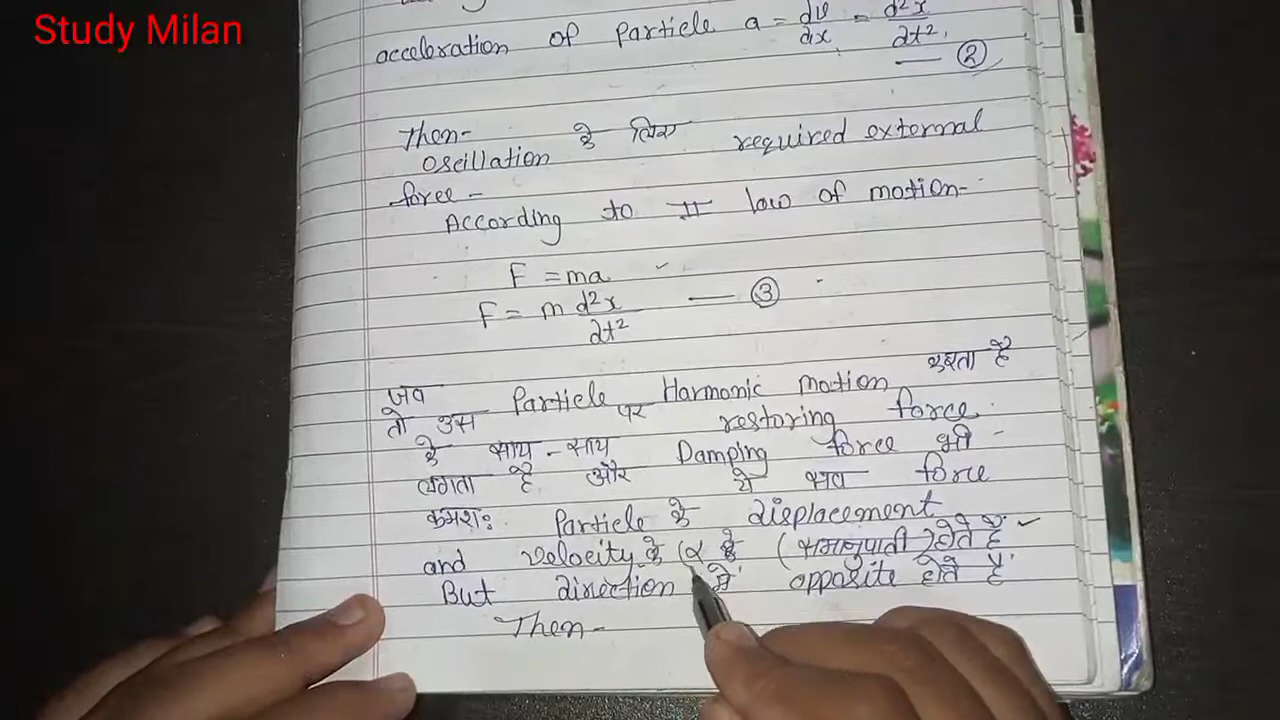 Study Milan
acceleration of Particle a = dv/dx = d²x/dt². — ②
Then-
oscillation के लिए required external
force -
According to II law of motion-
F = ma
F = m d²x/dt² — ③
जब Particle Harmonic motion करता है
तो उस पर restoring force
के साथ - साथ Damping force भी -
लगता है और ये सब force
क्रमशः Particle के displacement
and velocity के (α के (समानुपाती) होते हैं
But direction में opposite होते हैं
Then-